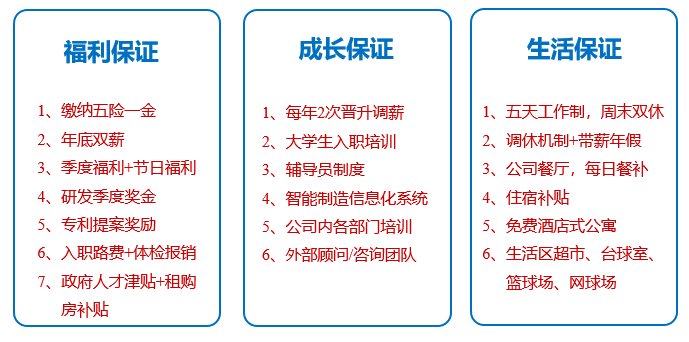 福利保证
1、缴纳五险一金
2、年底双薪
3、季度福利+节日福利
4、研发季度奖金
5、专利提案奖励
6、入职路费+体检报销
7、政府人才津贴+租购
房补贴
成长保证
1、每年2次晋升调薪
2、大学生入职培训
3、辅导员制度
4、智能制造信息化系统
5、公司内各部门培训
6、外部顾问/咨询团队
生活保证
1、五天工作制，周末双休
2、调休机制+带薪年假
3、公司餐厅，每日餐补
4、住宿补贴
5、免费酒店式公寓
6、生活区超市、台球室、
篮球场、网球场